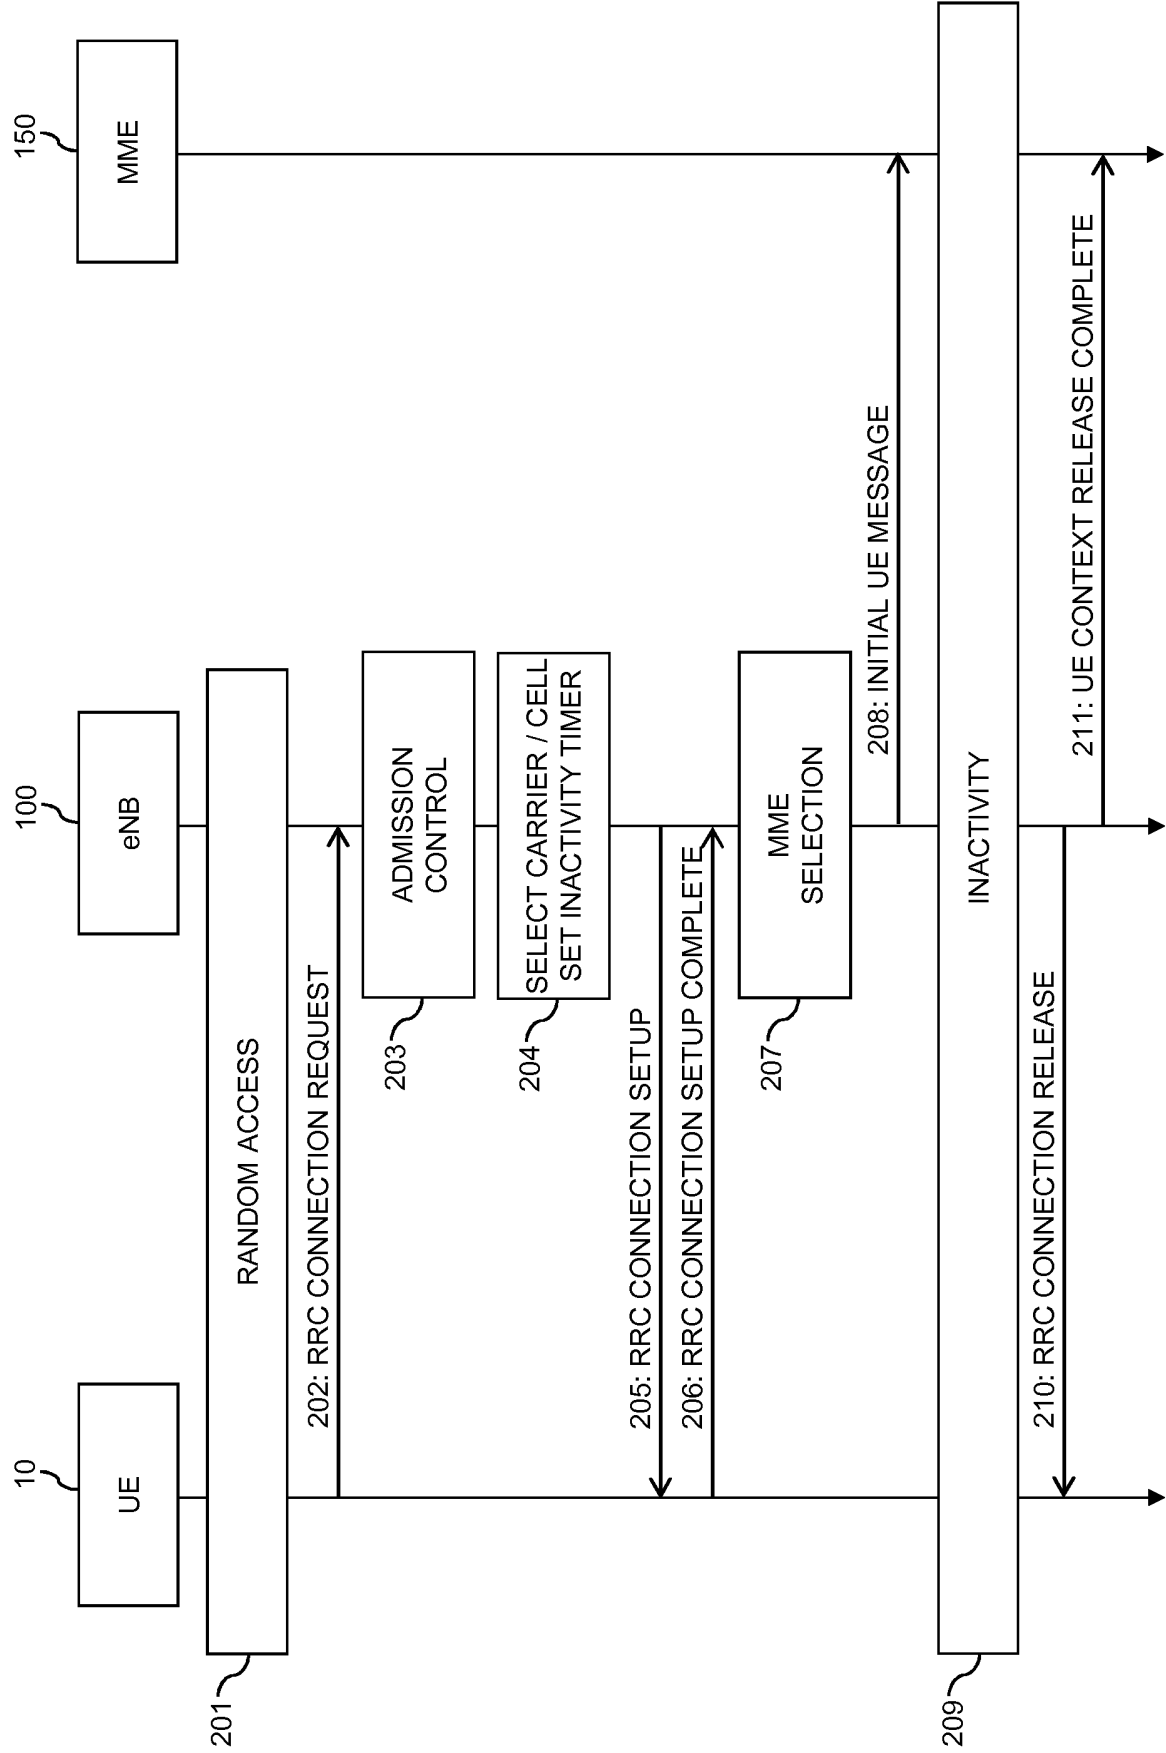 10
100
150
UE
eNB
MME
201
RANDOM ACCESS
202: RRC CONNECTION REQUEST
203
ADMISSION
CONTROL
204
SELECT CARRIER / CELL
SET INACTIVITY TIMER
205: RRC CONNECTION SETUP
206: RRC CONNECTION SETUP COMPLETE
207
MME
SELECTION
208: INITIAL UE MESSAGE
209
INACTIVITY
210: RRC CONNECTION RELEASE
211: UE CONTEXT RELEASE COMPLETE